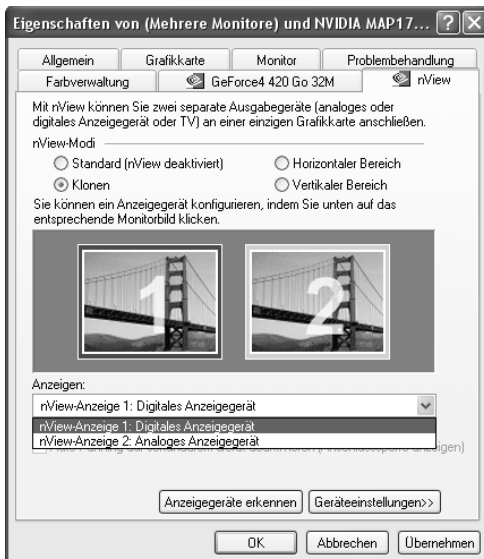 Eigenschaften von (Mehrere Monitore) und NVIDIA MAP17...
Allgemein Grafikkarte Monitor Problembehandlung
Farbverwaltung GeForce4 420 Go 32M nView
Mit nView können Sie zwei separate Ausgabegeräte (analoges oder
digitales Anzeigegerät oder TV) an einer einzigen Grafikkarte anschließen.
nView-Modi
Standard (nView deaktiviert) Horizontaler Bereich
Klonen Vertikaler Bereich
Sie können ein Anzeigegerät konfigurieren, indem Sie unten auf das
entsprechende Monitorbild klicken.
1 2
Anzeigen:
nView-Anzeige 1: Digitales Anzeigegerät
nView-Anzeige 1: Digitales Anzeigegerät
nView-Anzeige 2: Analoges Anzeigegerät
Anzeigegeräte erkennen Geräteeinstellungen>>
OK Abbrechen Übernehmen